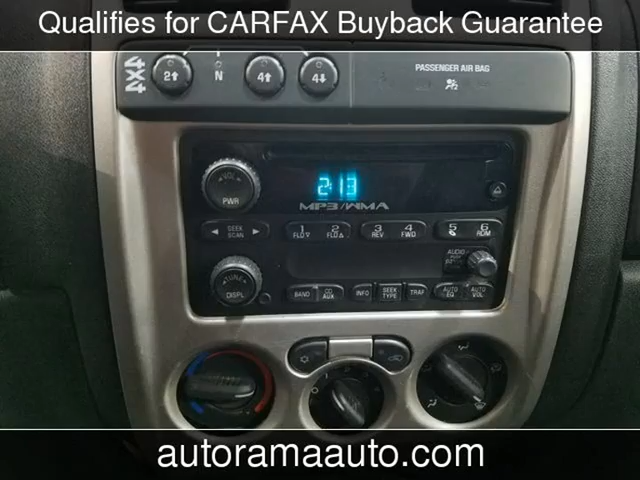 Qualifies for CARFAX Buyback Guarantee
4X4 2↑ N 4↑ 4↓
PASSENGER AIR BAG
2:13
VOL
PWR
MP3/WMA
SEEK
SCAN
1 2 3 4 5 6
FLD▽ FLD△ REV FWD RDM
TUNE
DISPL
AUDIO
BAND CD AUX INFO SEEK TYPE TRAF AUTO EQ AUTO VOL
autoramaauto.com